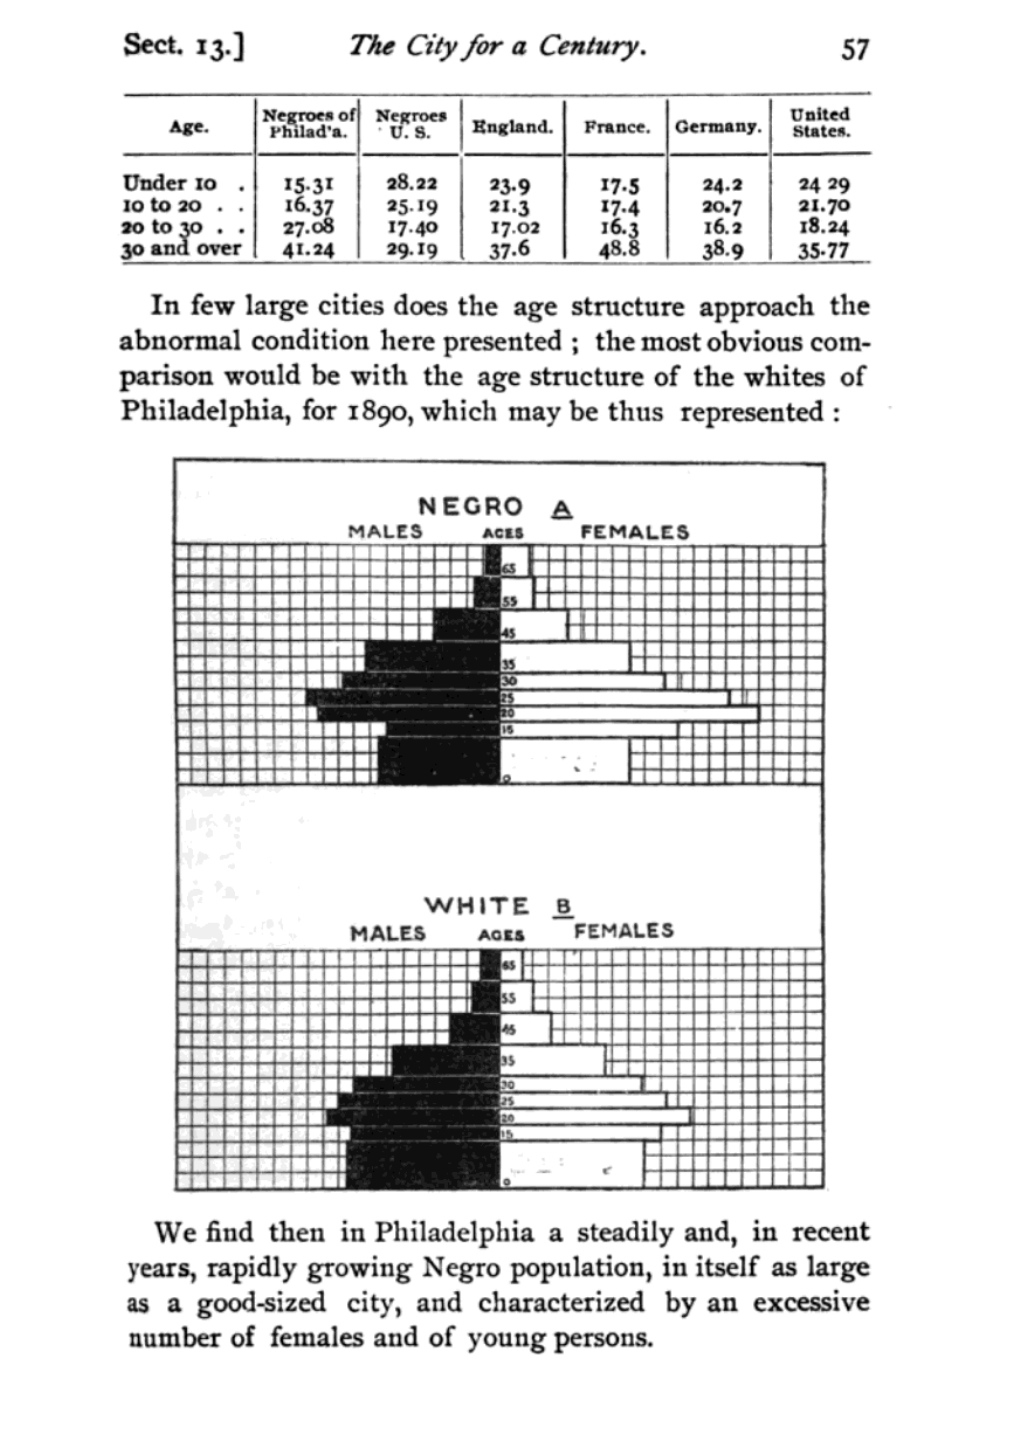 Sect. 13.] The City for a Century. 57
Age. Negroes of Philad'a. Negroes U. S. England. France. Germany. United States.
Under 10 . 15.31 28.22 23.9 17.5 24.2 24 29
10 to 20 . . 16.37 25.19 21.3 17.4 20.7 21.70
20 to 30 . . 27.08 17.40 17.02 16.3 16.2 18.24
30 and over 41.24 29.19 37.6 48.8 38.9 35.77
In few large cities does the age structure approach the
abnormal condition here presented ; the most obvious com-
parison would be with the age structure of the whites of
Philadelphia, for 1890, which may be thus represented :
NEGRO A
MALES AGES FEMALES
65
55
45
35
30
25
20
15
0
WHITE B
MALES AGES FEMALES
65
55
45
35
30
25
20
15
0
We find then in Philadelphia a steadily and, in recent
years, rapidly growing Negro population, in itself as large
as a good-sized city, and characterized by an excessive
number of females and of young persons.